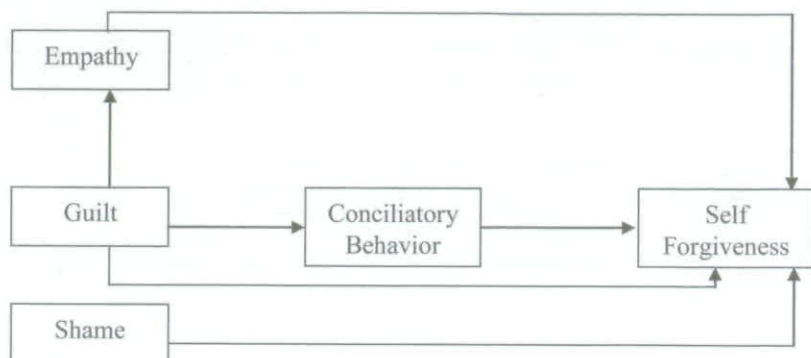 Empathy
Guilt
Conciliatory
Behavior
Self
Forgiveness
Shame